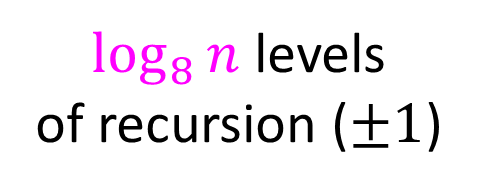 log₈ n levels
of recursion (±1)